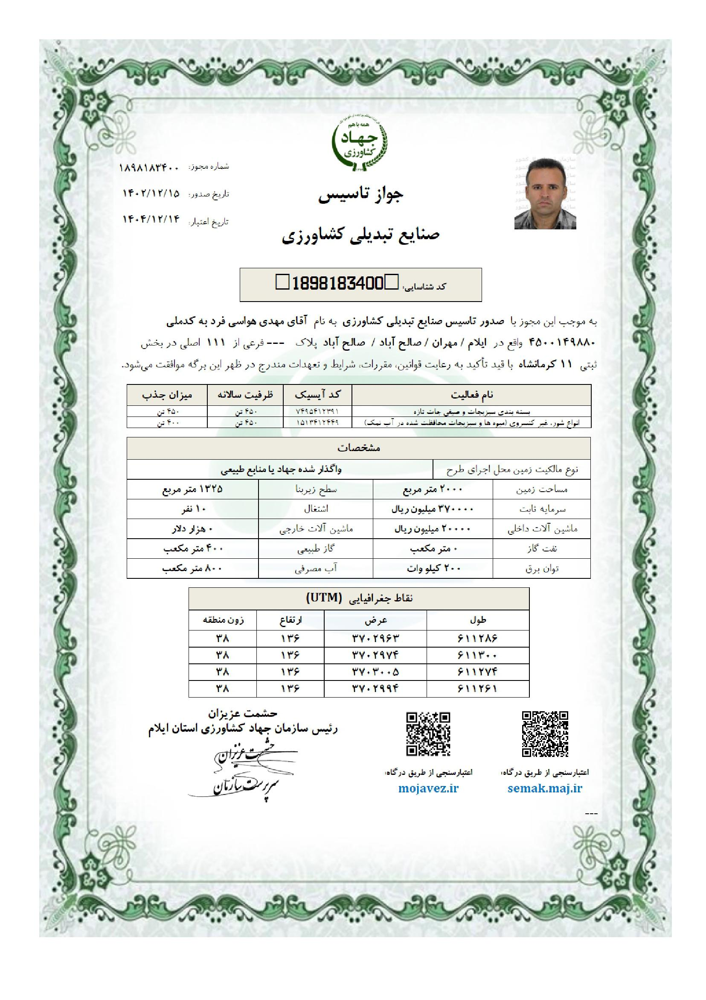 همه با هم
جهاد
کشاورزی
شماره مجوز: ۱۸۹۸۱۸۳۴۰۰
تاریخ صدور: ۱۴۰۲/۱۲/۱۵
تاریخ اعتبار: ۱۴۰۴/۱۲/۱۴
جواز تاسیس
صنایع تبدیلی کشاورزی
کد شناسایی: 1898183400
به موجب این مجوز با صدور تاسیس صنایع تبدیلی کشاورزی به نام آقای مهدی هواسی فرد به کدملی
۴۵۰۰۱۴۹۸۸۰ واقع در ایلام / مهران / صالح آباد / صالح آباد پلاک --- فرعی از ۱۱۱ اصلی در بخش
ثبتی ۱۱ کرمانشاه با قید تأکید به رعایت قوانین، مقررات، شرایط و تعهدات مندرج در ظهر این برگه موافقت می‌شود.
نام فعالیت کد آیسیک ظرفیت سالانه میزان جذب
بسته بندی سبزیجات و صیفی جات تازه ۷۴۹۵۴۱۲۳۹۱ ۴۵۰ تن ۴۵۰ تن
انواع شور، غیر کنسروی (میوه ها و سبزیجات محافظت شده در آب نمک) ۱۵۱۳۴۱۲۴۴۹ ۴۵۰ تن ۴۰۰ تن
مشخصات
نوع مالکیت زمین محل اجرای طرح واگذار شده جهاد یا منابع طبیعی
مساحت زمین ۲۰۰۰ متر مربع سطح زیربنا ۱۳۲۵ متر مربع
سرمایه ثابت ۳۷۰۰۰۰ میلیون ریال اشتغال ۱۰ نفر
ماشین آلات داخلی ۲۰۰۰۰ میلیون ریال ماشین آلات خارجی ۰ هزار دلار
نفت گاز ۰ متر مکعب گاز طبیعی ۴۰۰ متر مکعب
توان برق ۲۰۰ کیلو وات آب مصرفی ۸۰۰ متر مکعب
نقاط جغرافیایی (UTM)
طول عرض ارتفاع زون منطقه
۶۱۱۲۸۶ ۳۷۰۲۹۶۳ ۱۳۶ ۳۸
۶۱۱۳۰۰ ۳۷۰۲۹۷۴ ۱۳۶ ۳۸
۶۱۱۲۷۴ ۳۷۰۳۰۰۵ ۱۳۶ ۳۸
۶۱۱۲۶۱ ۳۷۰۲۹۹۴ ۱۳۶ ۳۸
حشمت عزیزان
رئیس سازمان جهاد کشاورزی استان ایلام
حشمت عزیزان
سرپرست سازمان
اعتبارسنجی از طریق درگاه:
semak.maj.ir
اعتبارسنجی از طریق درگاه:
mojavez.ir
---